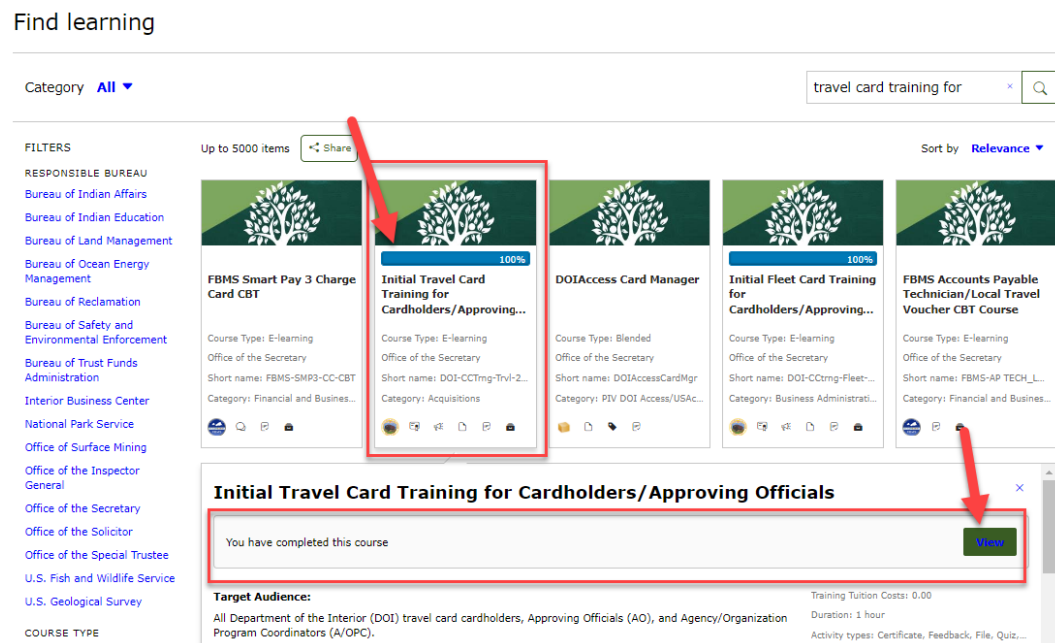 Find learning
Category All
travel card training for ×
FILTERS
RESPONSIBLE BUREAU
Bureau of Indian Affairs
Bureau of Indian Education
Bureau of Land Management
Bureau of Ocean Energy
Management
Bureau of Reclamation
Bureau of Safety and
Environmental Enforcement
Bureau of Trust Funds
Administration
Interior Business Center
National Park Service
Office of Surface Mining
Office of the Inspector
General
Office of the Secretary
Office of the Solicitor
Office of the Special Trustee
U.S. Fish and Wildlife Service
U.S. Geological Survey
COURSE TYPE
Up to 5000 items Share
Sort by Relevance
FBMS Smart Pay 3 Charge
Card CBT
Course Type: E-learning
Office of the Secretary
Short name: FBMS-SMP3-CC-CBT
Category: Financial and Busines...
100%
Initial Travel Card
Training for
Cardholders/Approving...
Course Type: E-learning
Office of the Secretary
Short name: DOI-CCTrng-Trvl-2...
Category: Acquisitions
DOIAccess Card Manager
Course Type: Blended
Office of the Secretary
Short name: DOIAccessCardMgr
Category: PIV DOI Access/USAc...
100%
Initial Fleet Card Training
for
Cardholders/Approving...
Course Type: E-learning
Office of the Secretary
Short name: DOI-CCtrng-Fleet-...
Category: Business Administrati...
FBMS Accounts Payable
Technician/Local Travel
Voucher CBT Course
Course Type: E-learning
Office of the Secretary
Short name: FBMS-AP TECH_L...
Category: Financial and Busines...
Initial Travel Card Training for Cardholders/Approving Officials ×
You have completed this course
View
Target Audience:
All Department of the Interior (DOI) travel card cardholders, Approving Officials (AO), and Agency/Organization
Program Coordinators (A/OPC).
Training Tuition Costs: 0.00
Duration: 1 hour
Activity types: Certificate, Feedback, File, Quiz,...